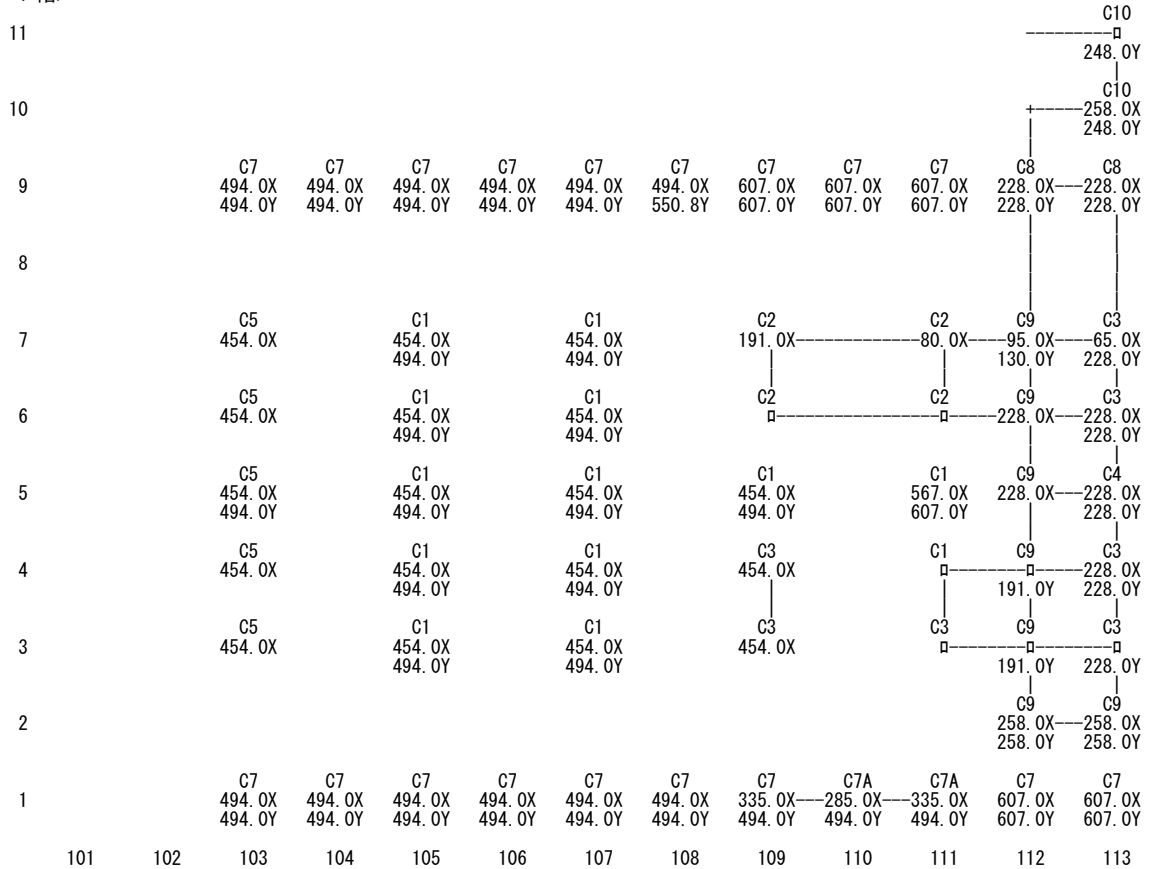 C10
11 ---------□
248.0Y
C10
10 +-----258.0X
248.0Y
C7 C7 C7 C7 C7 C7 C7 C7 C7 C8 C8
9 494.0X 494.0X 494.0X 494.0X 494.0X 494.0X 607.0X 607.0X 607.0X 228.0X---228.0X
494.0Y 494.0Y 494.0Y 494.0Y 494.0Y 550.8Y 607.0Y 607.0Y 607.0Y 228.0Y 228.0Y
8
C5 C1 C1 C2 C2 C9 C3
7 454.0X 454.0X 454.0X 191.0X-------------80.0X----95.0X----65.0X
494.0Y 494.0Y 130.0Y 228.0Y
C5 C1 C1 C2 C2 C9 C3
6 454.0X 454.0X 454.0X □-----------------□-----228.0X---228.0X
494.0Y 494.0Y 228.0Y
C5 C1 C1 C1 C1 C9 C4
5 454.0X 454.0X 454.0X 454.0X 567.0X 228.0X---228.0X
494.0Y 494.0Y 494.0Y 494.0Y 607.0Y 228.0Y
C5 C1 C1 C3 C1 C9 C3
4 454.0X 454.0X 454.0X 454.0X □--------□-----228.0X
494.0Y 494.0Y 191.0Y 228.0Y
C5 C1 C1 C3 C3 C9 C3
3 454.0X 454.0X 454.0X 454.0X □--------□--------□
494.0Y 494.0Y 191.0Y 228.0Y
C9 C9
2 258.0X---258.0X
258.0Y 258.0Y
C7 C7 C7 C7 C7 C7 C7 C7A C7A C7 C7
1 494.0X 494.0X 494.0X 494.0X 494.0X 494.0X 335.0X---285.0X---335.0X 607.0X 607.0X
494.0Y 494.0Y 494.0Y 494.0Y 494.0Y 494.0Y 494.0Y 494.0Y 494.0Y 607.0Y 607.0Y
101 102 103 104 105 106 107 108 109 110 111 112 113